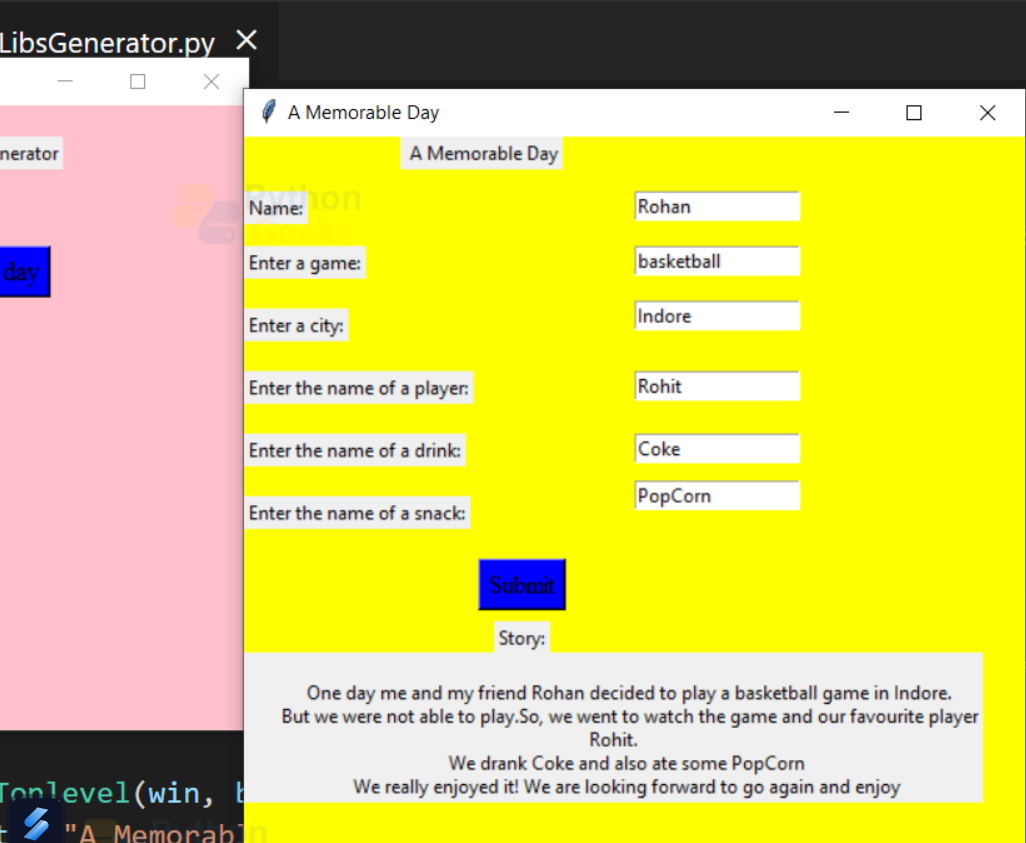 LibsGenerator.py
A Memorable Day
nerator
A Memorable Day
Python
Geeks
Name:
Rohan
Enter a game:
basketball
day
Enter a city:
Indore
Enter the name of a player:
Rohit
Enter the name of a drink:
Coke
Enter the name of a snack:
PopCorn
Submit
Story:
One day me and my friend Rohan decided to play a basketball game in Indore.
But we were not able to play.So, we went to watch the game and our favourite player
Rohit.
We drank Coke and also ate some PopCorn
We really enjoyed it! We are looking forward to go again and enjoy
Toplevel(win, b
t "A Memorabl